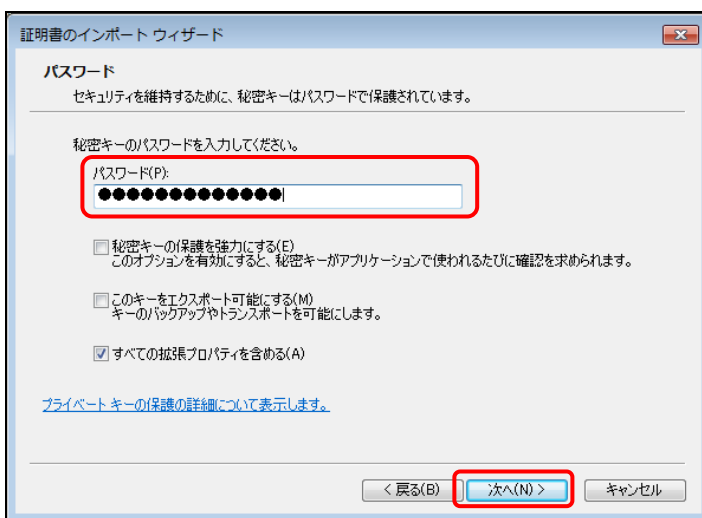 証明書のインポート ウィザード
パスワード
セキュリティを維持するために、秘密キーはパスワードで保護されています。
秘密キーのパスワードを入力してください。
パスワード(P):
●●●●●●●●●●●●●
秘密キーの保護を強力にする(E)
このオプションを有効にすると、秘密キーがアプリケーションで使われるたびに確認を求められます。
このキーをエクスポート可能にする(M)
キーのバックアップやトランスポートを可能にします。
すべての拡張プロパティを含める(A)
プライベート キーの保護の詳細について表示します。
< 戻る(B) 次へ(N) > キャンセル